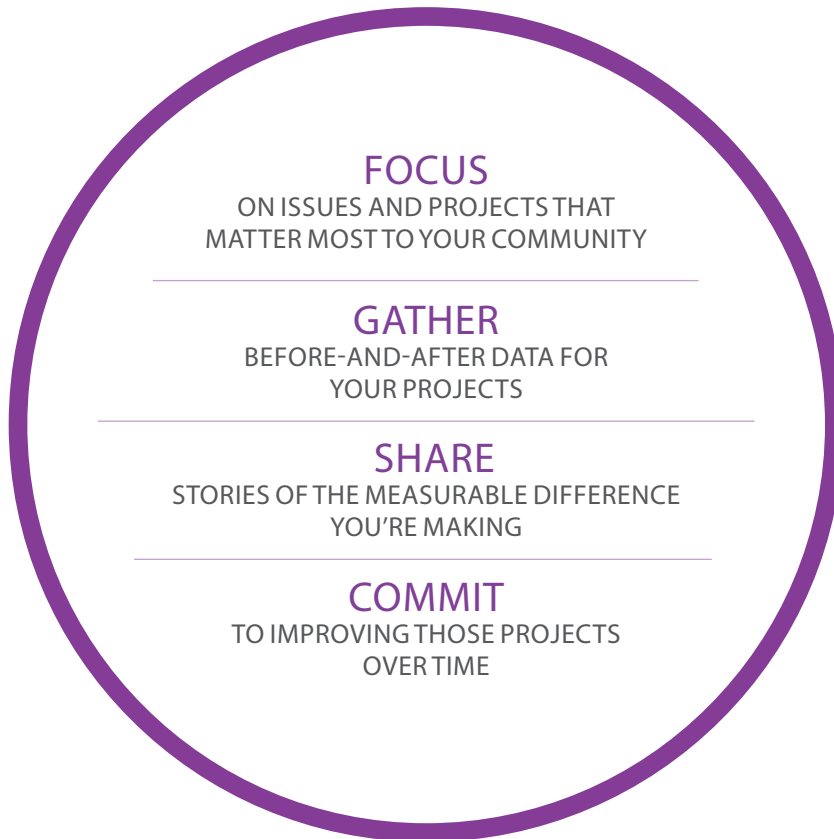 FOCUS
ON ISSUES AND PROJECTS THAT
MATTER MOST TO YOUR COMMUNITY
GATHER
BEFORE-AND-AFTER DATA FOR
YOUR PROJECTS
SHARE
STORIES OF THE MEASURABLE DIFFERENCE
YOU’RE MAKING
COMMIT
TO IMPROVING THOSE PROJECTS
OVER TIME